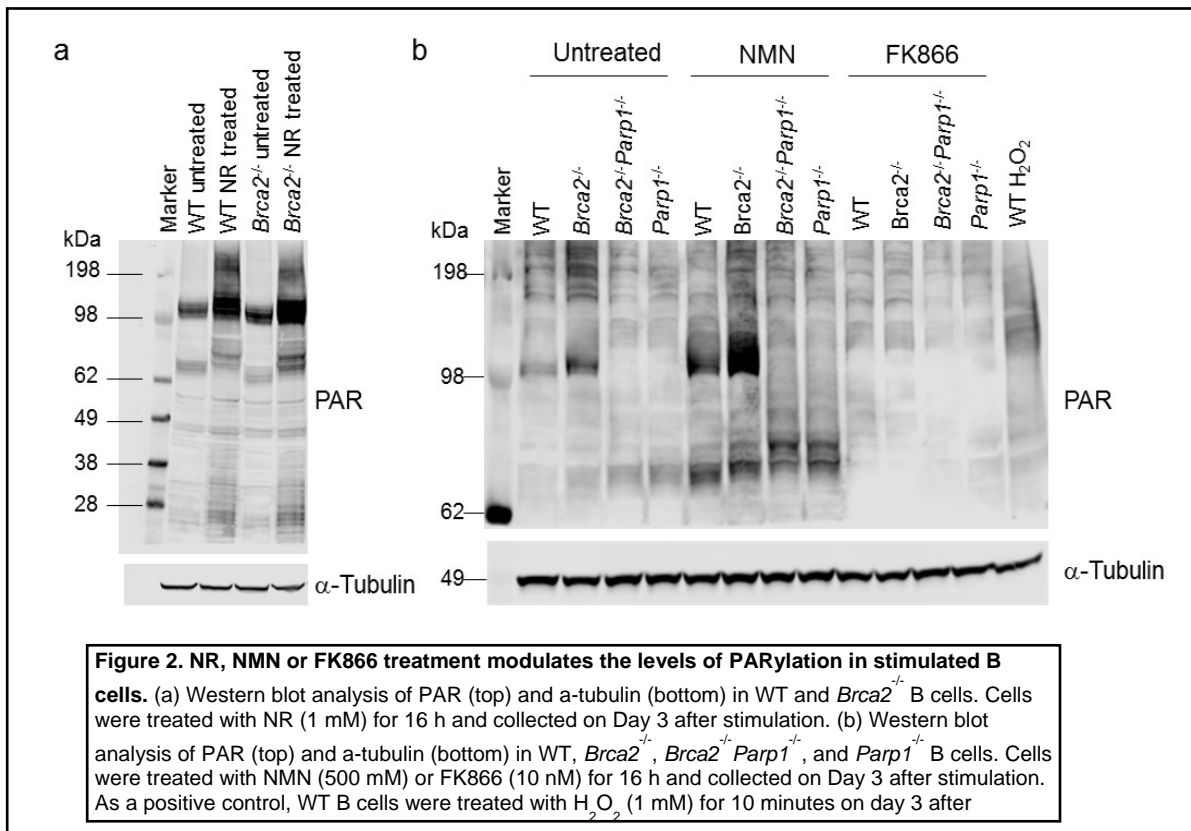 a
b
Untreated NMN FK866
Marker
WT untreated
WT NR treated
Brca2-/- untreated
Brca2-/- NR treated
Marker
WT
Brca2-/-
Brca2-/-Parp1-/-
Parp1-/-
WT
Brca2-/-
Brca2-/-Parp1-/-
Parp1-/-
WT
Brca2-/-
Brca2-/-Parp1-/-
Parp1-/-
WT H2O2
kDa
198
98
62
49
38
28
PAR
α-Tubulin
kDa
198
98
62
PAR
49
α-Tubulin
Figure 2. NR, NMN or FK866 treatment modulates the levels of PARylation in stimulated B
cells. (a) Western blot analysis of PAR (top) and a-tubulin (bottom) in WT and Brca2-/- B cells. Cells
were treated with NR (1 mM) for 16 h and collected on Day 3 after stimulation. (b) Western blot
analysis of PAR (top) and a-tubulin (bottom) in WT, Brca2-/-, Brca2-/-Parp1-/-, and Parp1-/- B cells. Cells
were treated with NMN (500 mM) or FK866 (10 nM) for 16 h and collected on Day 3 after stimulation.
As a positive control, WT B cells were treated with H2O2 (1 mM) for 10 minutes on day 3 after